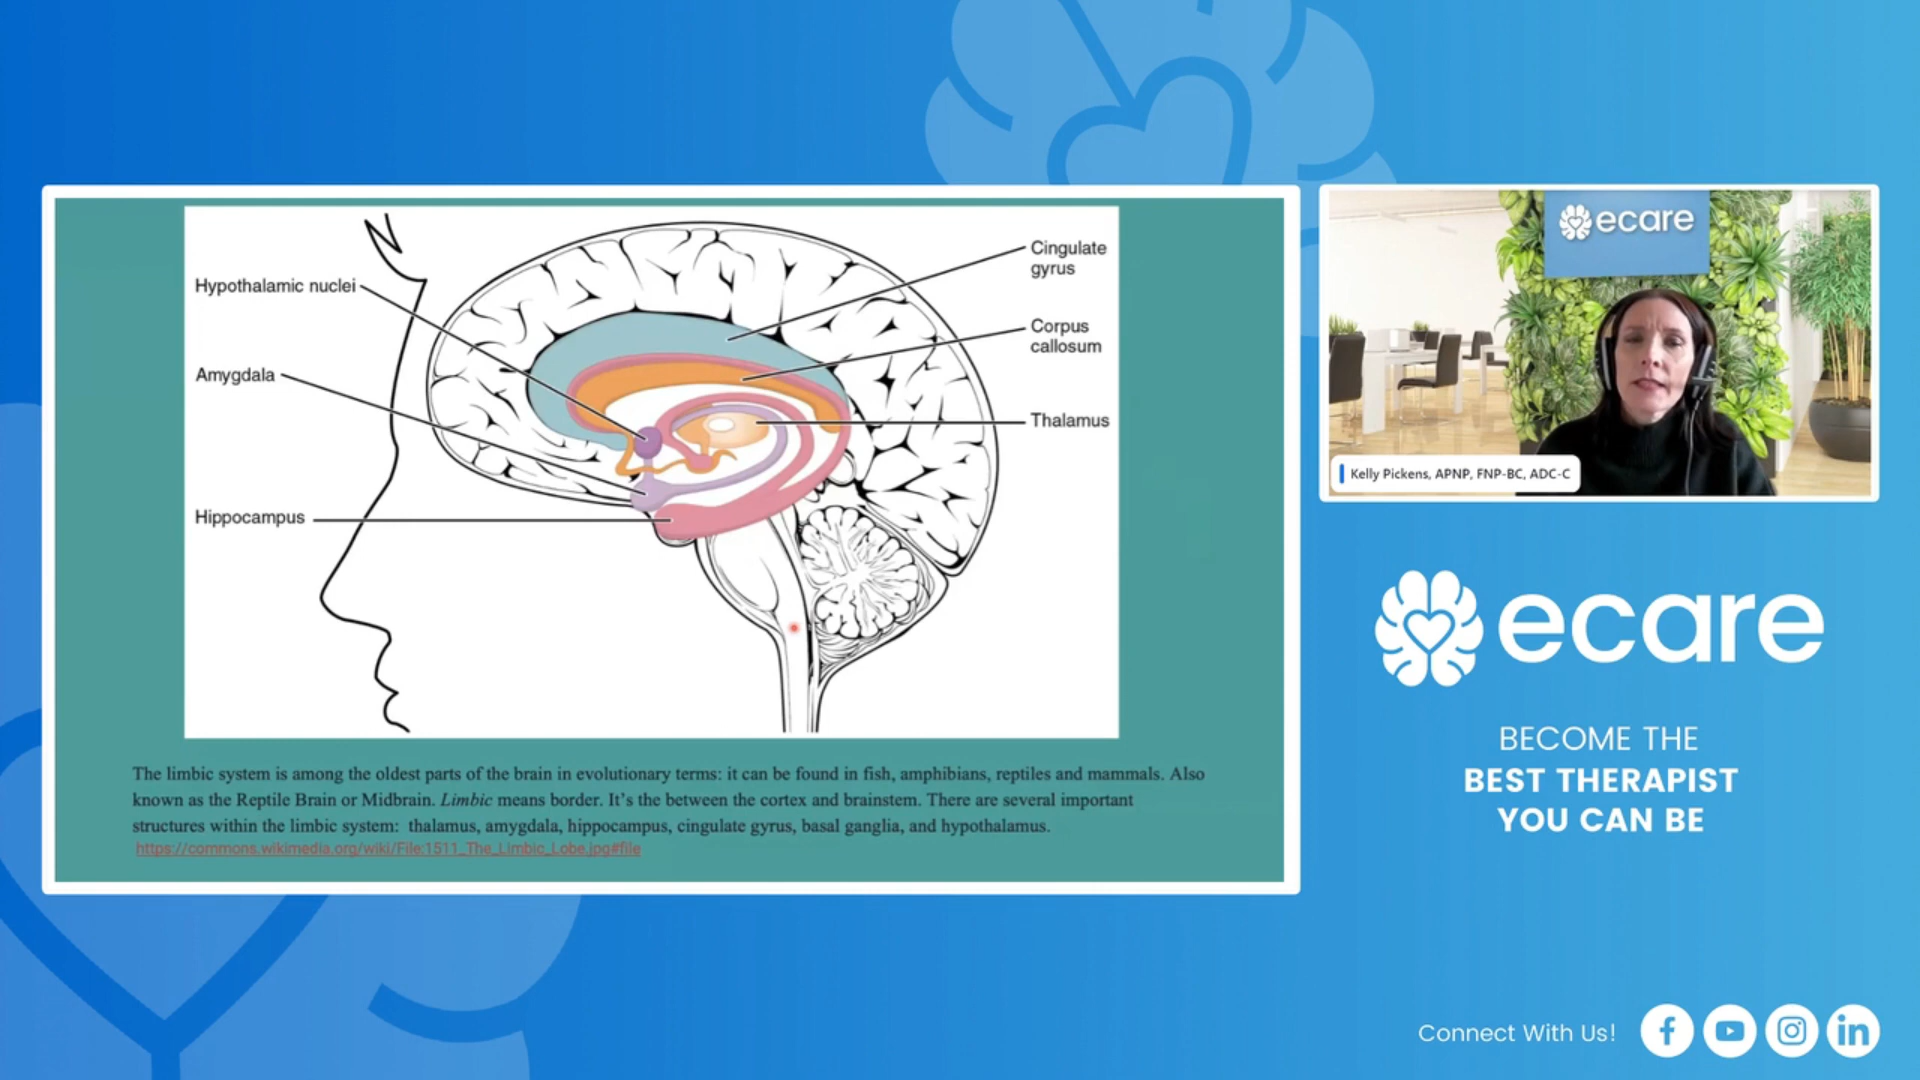 Hypothalamic nuclei
Amygdala
Hippocampus
Cingulate
gyrus
Corpus
callosum
Thalamus
The limbic system is among the oldest parts of the brain in evolutionary terms: it can be found in fish, amphibians, reptiles and mammals. Also
known as the Reptile Brain or Midbrain. Limbic means border. It’s the between the cortex and brainstem. There are several important
structures within the limbic system:  thalamus, amygdala, hippocampus, cingulate gyrus, basal ganglia, and hypothalamus.
https://commons.wikimedia.org/wiki/File:1511_The_Limbic_Lobe.jpg#file
ecare
Kelly Pickens, APNP, FNP-BC, ADC-C
ecare
BECOME THE
BEST THERAPIST
YOU CAN BE
Connect With Us!